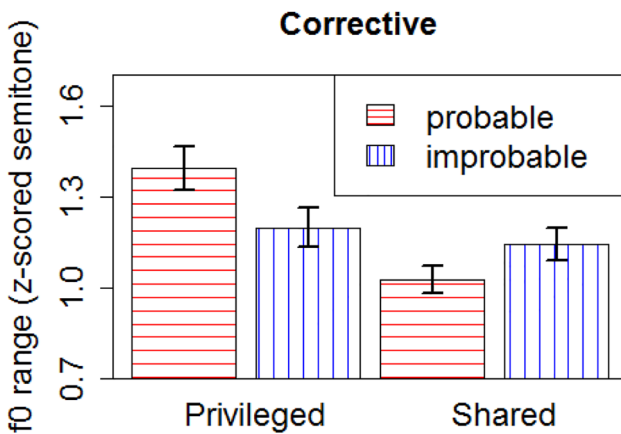 Corrective
f0 range (z-scored semitone)
1.6
1.3
1.0
0.7
probable
improbable
Privileged
Shared